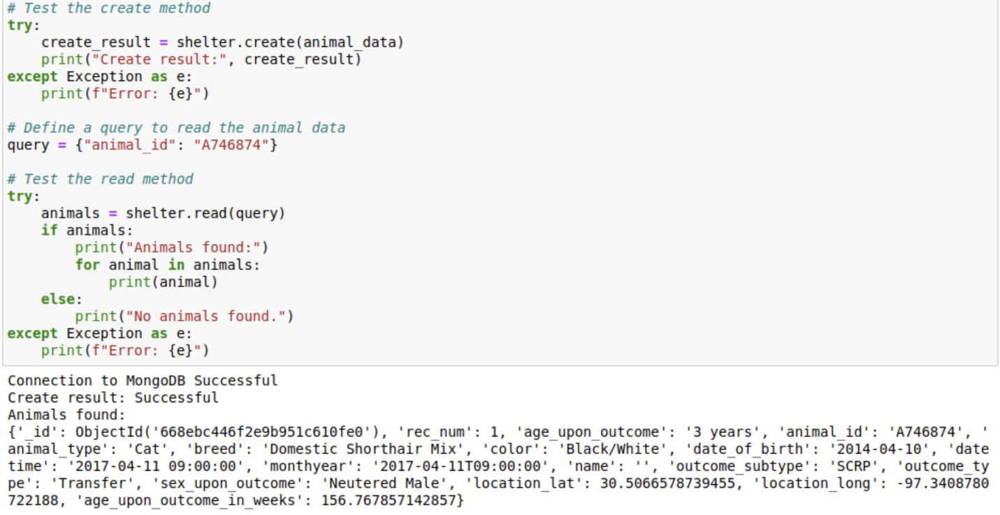 # Test the create method
try:
    create_result = shelter.create(animal_data)
    print("Create result:", create_result)
except Exception as e:
    print(f"Error: {e}")
# Define a query to read the animal data
query = {"animal_id": "A746874"}
# Test the read method
try:
    animals = shelter.read(query)
    if animals:
        print("Animals found:")
        for animal in animals:
            print(animal)
    else:
        print("No animals found.")
except Exception as e:
    print(f"Error: {e}")
Connection to MongoDB Successful
Create result: Successful
Animals found:
{'_id': ObjectId('668ebc446f2e9b951c610fe0'), 'rec_num': 1, 'age_upon_outcome': '3 years', 'animal_id': 'A746874', '
animal_type': 'Cat', 'breed': 'Domestic Shorthair Mix', 'color': 'Black/White', 'date_of_birth': '2014-04-10', 'date
time': '2017-04-11 09:00:00', 'monthyear': '2017-04-11T09:00:00', 'name': '', 'outcome_subtype': 'SCRP', 'outcome_ty
pe': 'Transfer', 'sex_upon_outcome': 'Neutered Male', 'location_lat': 30.5066578739455, 'location_long': -97.3408780
722188, 'age_upon_outcome_in_weeks': 156.767857142857}